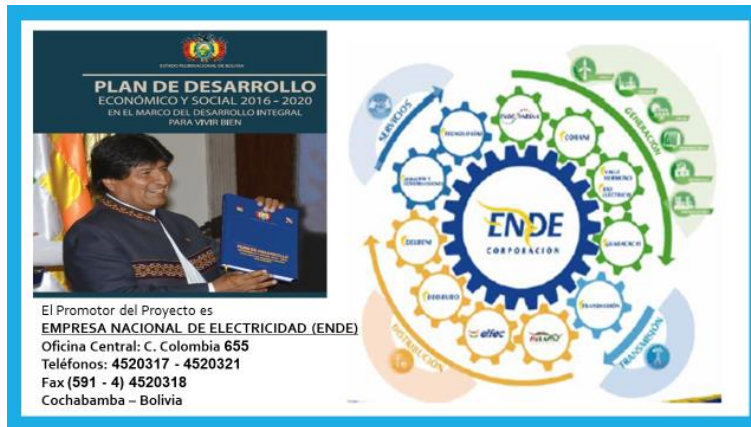 ESTADO PLURINACIONAL DE BOLIVIA
PLAN DE DESARROLLO
ECONÓMICO Y SOCIAL 2016 - 2020
EN EL MARCO DEL DESARROLLO INTEGRAL
PARA VIVIR BIEN
El Promotor del Proyecto es
EMPRESA NACIONAL DE ELECTRICIDAD (ENDE)
Oficina Central: C. Colombia 655
Teléfonos: 4520317 - 4520321
Fax (591 - 4) 4520318
Cochabamba – Bolivia
SERVICIOS
GENERACIÓN
CORANI
VALLE HERMOSO
GUARACACHI
ENDE
CORPORACIÓN
DELBENI
DEORURO
elfec
TRANSMISIÓN
DISTRIBUCIÓN
TRANSMISIÓN